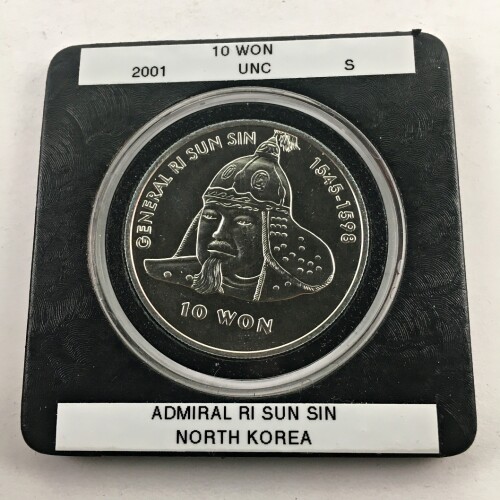 10 WON
2001 UNC S
GENERAL RI SUN SIN 1545-1598
10 WON
ADMIRAL RI SUN SIN
NORTH KOREA